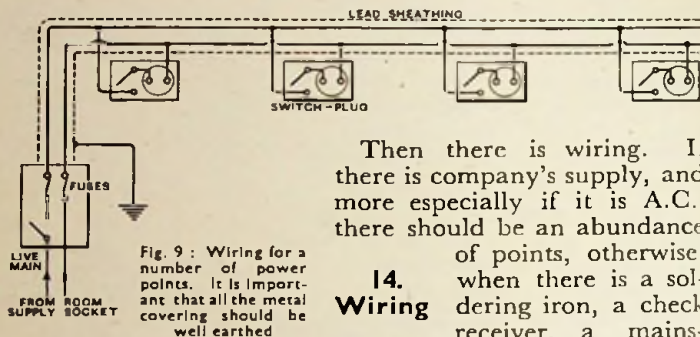 LEAD SHEATHING
SWITCH-PLUG
FUSES
LIVE
MAIN
FROM
SUPPLY
ROOM
SOCKET
Fig. 9 : Wiring for a
number of power
points. It is import-
ant that all the metal
covering should be
well earthed
Then there is wiring. I
there is company's supply, and
more especially if it is A.C.
there should be an abundance
of points, otherwise
14.
Wiring
when there is a sol-
dering iron, a check
receiver a mains-